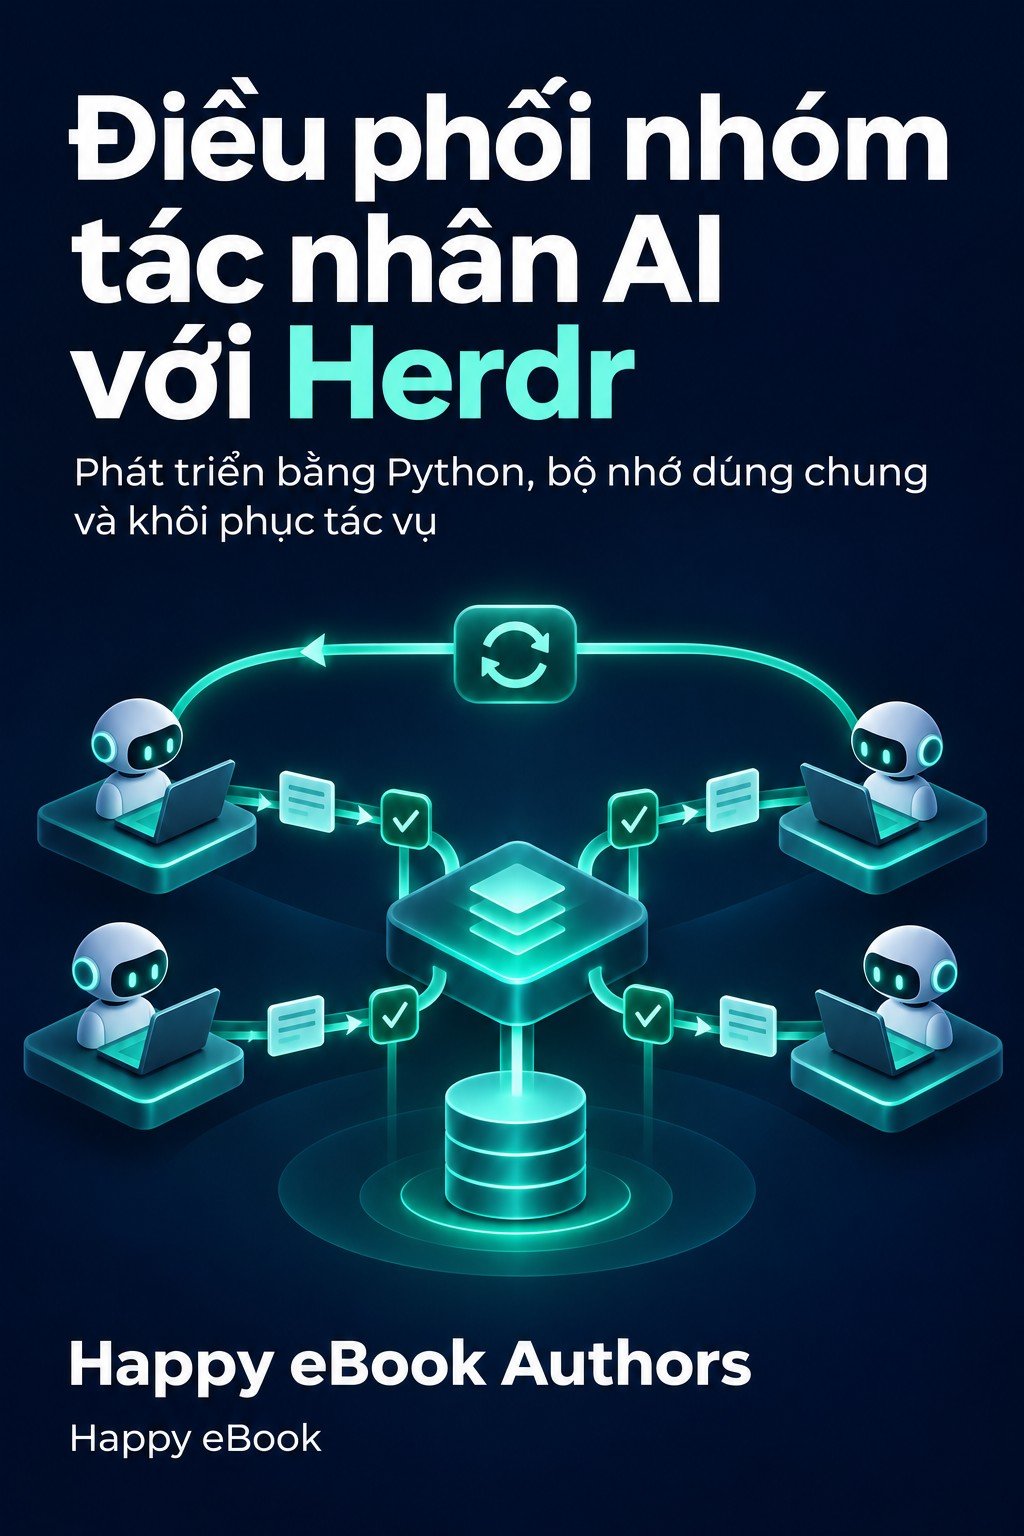 Điều phối nhóm
tác nhân AI
với Herdr
Phát triển bằng Python, bộ nhớ dúng chung
và khôi phục tác vụ
Happy eBook Authors
Happy eBook